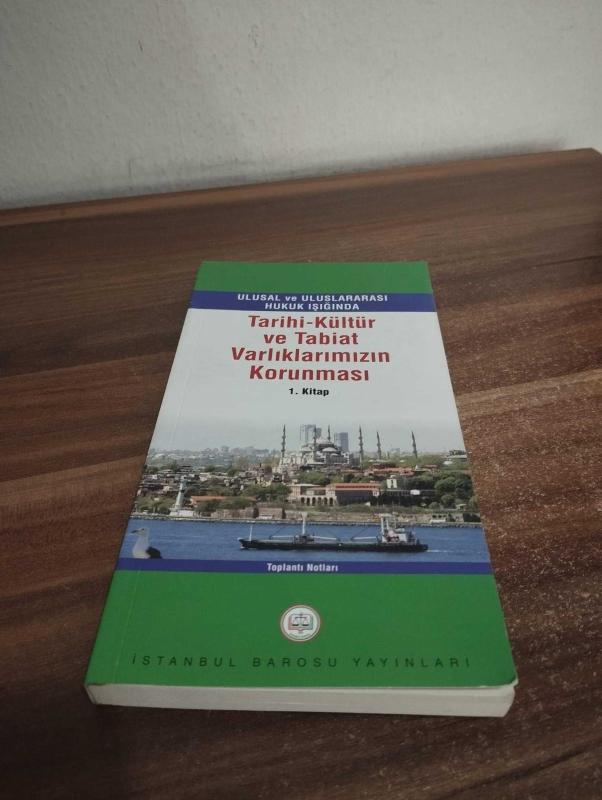 ULUSAL ve ULUSLARARASI
HUKUK IŞIĞINDA
Tarihi-Kültür
ve Tabiat
Varlıklarımızın
Korunması
1. Kitap
Toplantı Notları
İSTANBUL BAROSU YAYINLARI